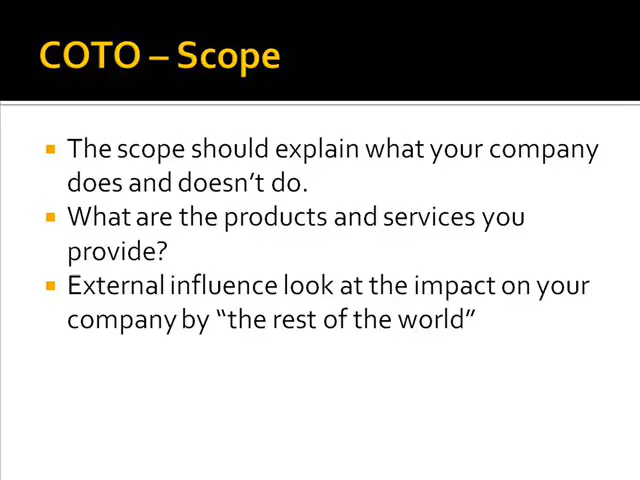 COTO – Scope
The scope should explain what your company
does and doesn’t do.
What are the products and services you
provide?
External influence look at the impact on your
company by “the rest of the world”